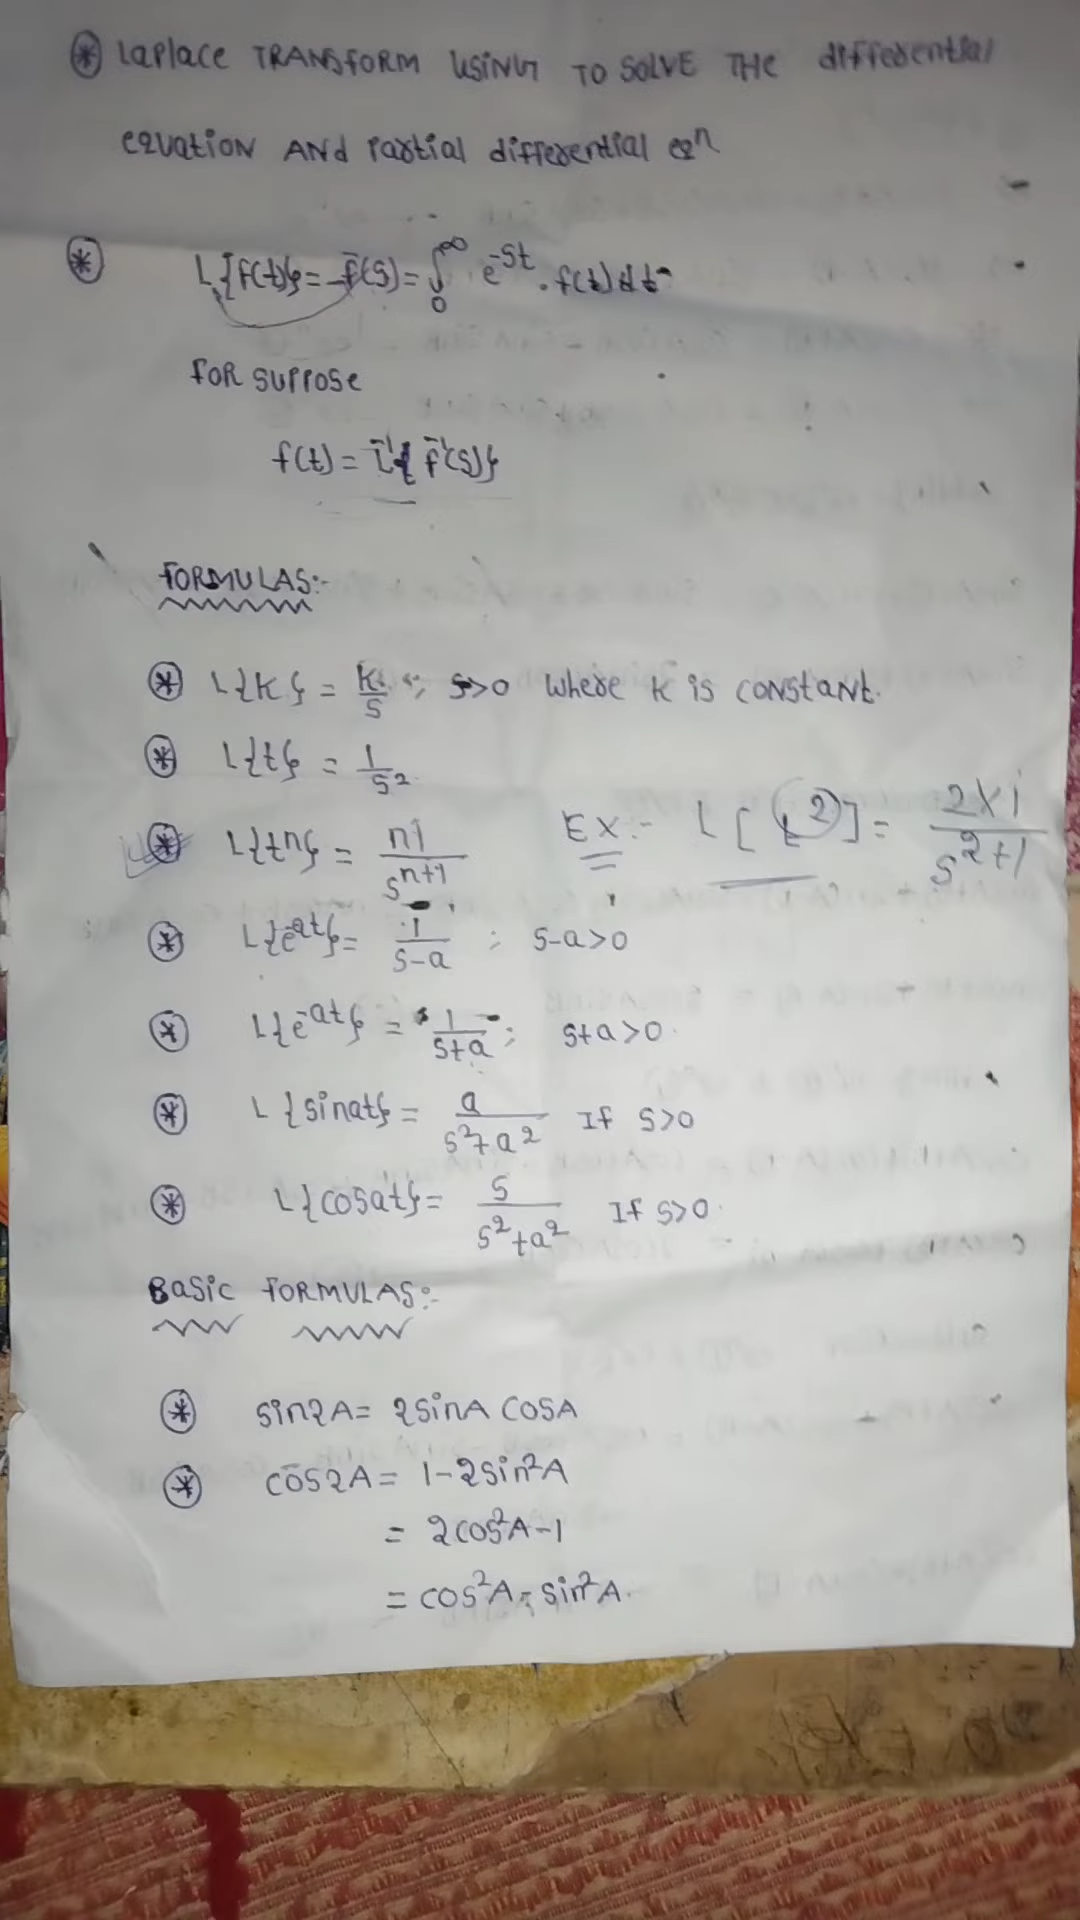 * Laplace TRANSFORM USING TO SOLVE THE differential
equation AND Partial differential eqn
* L{f(t)} = f̄(s) = ∫₀^∞ e^-st . f(t)dt
FOR SUPPOSE
f(t) = L⁻¹{f̄(s)}
FORMULAS:-
* L{K} = K/S ; S>0 where K is constant.
* L{t} = 1/S²
* L{t^n} = n!/S^(n+1) EX:- L[t²] = 2×1/S^(2+1)
* L{e^at} = 1/(S-a) ; S-a>0
* L{e^-at} = 1/(S+a) ; S+a>0
* L{sinat} = a/(S²+a²) If S>0
* L{cosat} = S/(S²+a²) If S>0
BASIC FORMULAS:-
* sin2A = 2sinA COSA
* cos2A = 1-2sin²A
= 2cos²A-1
= cos²A-sin²A.